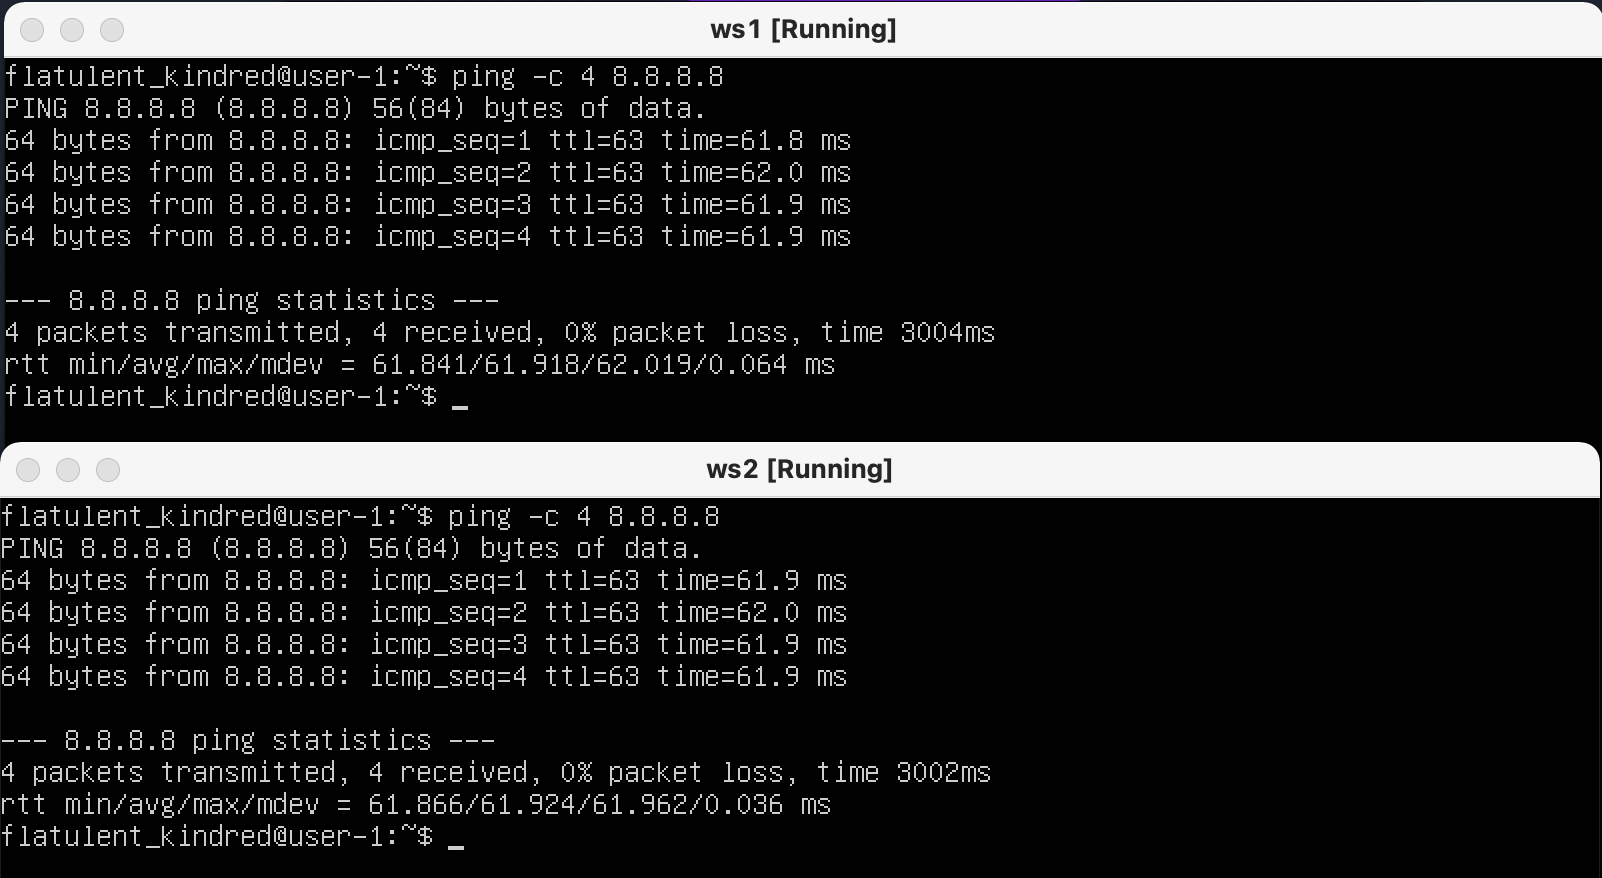 ws1 [Running]
flatulent_kindred@user-1:~$ ping -c 4 8.8.8.8
PING 8.8.8.8 (8.8.8.8) 56(84) bytes of data.
64 bytes from 8.8.8.8: icmp_seq=1 ttl=63 time=61.8 ms
64 bytes from 8.8.8.8: icmp_seq=2 ttl=63 time=62.0 ms
64 bytes from 8.8.8.8: icmp_seq=3 ttl=63 time=61.9 ms
64 bytes from 8.8.8.8: icmp_seq=4 ttl=63 time=61.9 ms
--- 8.8.8.8 ping statistics ---
4 packets transmitted, 4 received, 0% packet loss, time 3004ms
rtt min/avg/max/mdev = 61.841/61.918/62.019/0.064 ms
flatulent_kindred@user-1:~$ _
ws2 [Running]
flatulent_kindred@user-1:~$ ping -c 4 8.8.8.8
PING 8.8.8.8 (8.8.8.8) 56(84) bytes of data.
64 bytes from 8.8.8.8: icmp_seq=1 ttl=63 time=61.9 ms
64 bytes from 8.8.8.8: icmp_seq=2 ttl=63 time=62.0 ms
64 bytes from 8.8.8.8: icmp_seq=3 ttl=63 time=61.9 ms
64 bytes from 8.8.8.8: icmp_seq=4 ttl=63 time=61.9 ms
--- 8.8.8.8 ping statistics ---
4 packets transmitted, 4 received, 0% packet loss, time 3002ms
rtt min/avg/max/mdev = 61.866/61.924/61.962/0.036 ms
flatulent_kindred@user-1:~$ _